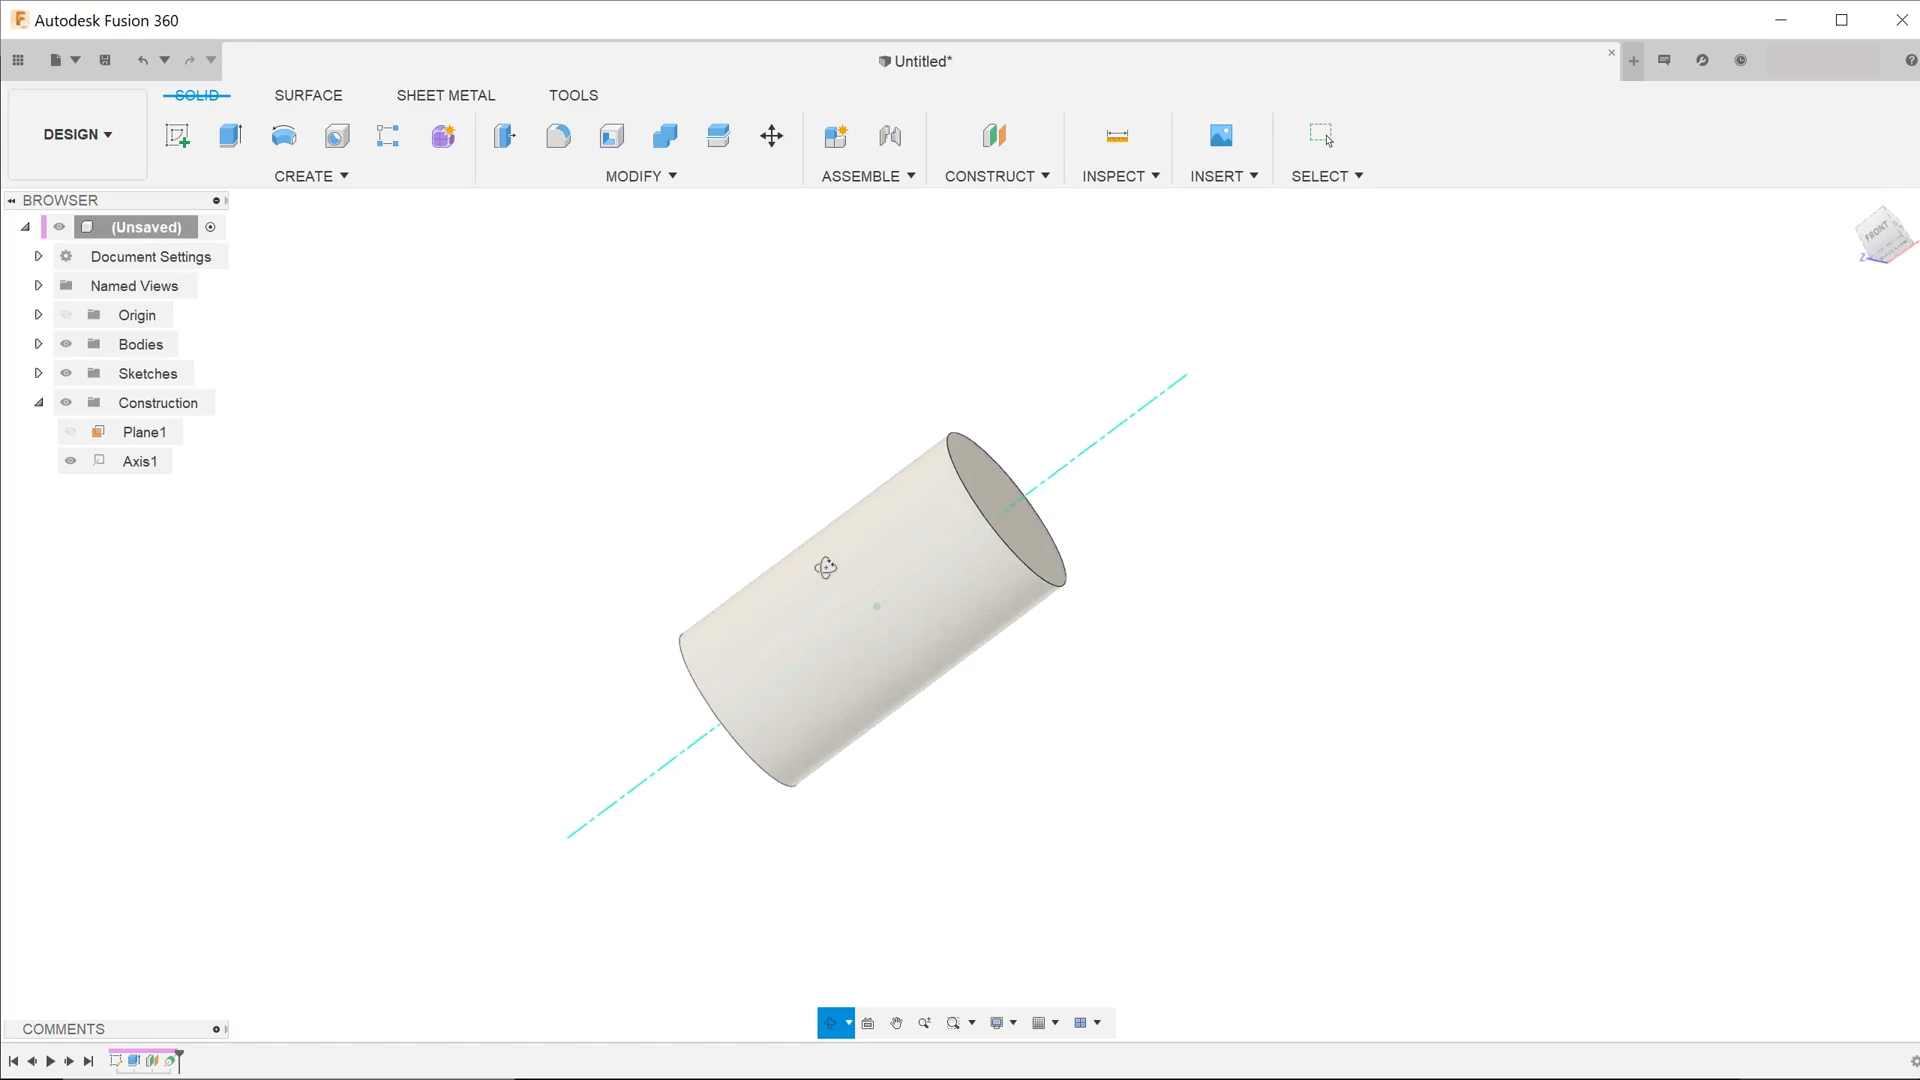 Autodesk Fusion 360
Untitled*
SOLID
SURFACE
SHEET METAL
TOOLS
DESIGN
CREATE
MODIFY
ASSEMBLE
CONSTRUCT
INSPECT
INSERT
SELECT
BROWSER
(Unsaved)
Document Settings
Named Views
Origin
Bodies
Sketches
Construction
Plane1
Axis1
FRONT
Z
COMMENTS